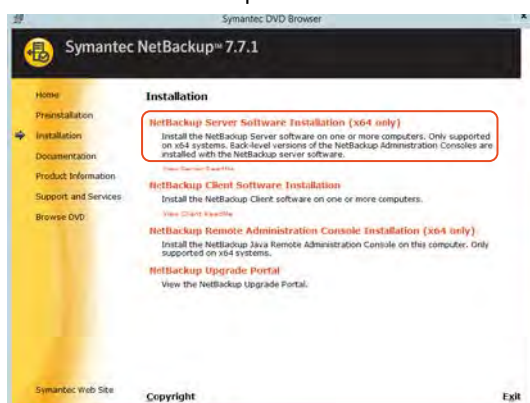 Symantec DVD Browser
x
Symantec NetBackup™ 7.7.1
Home
Preinstallation
Installation
Documentation
Product Information
Support and Services
Browse DVD
Symantec Web Site
Installation
NetBackup Server Software Installation (x64 only)
Install the NetBackup Server software on one or more computers. Only supported
on x64 systems. Back-level versions of the NetBackup Administration Consoles are
installed with the NetBackup server software.
View Server Readme
NetBackup Client Software Installation
Install the NetBackup Client software on one or more computers.
View Client Readme
NetBackup Remote Administration Console Installation (x64 only)
Install the NetBackup Java Remote Administration Console on this computer. Only
supported on x64 systems.
NetBackup Upgrade Portal
View the NetBackup Upgrade Portal.
Copyright
Exit